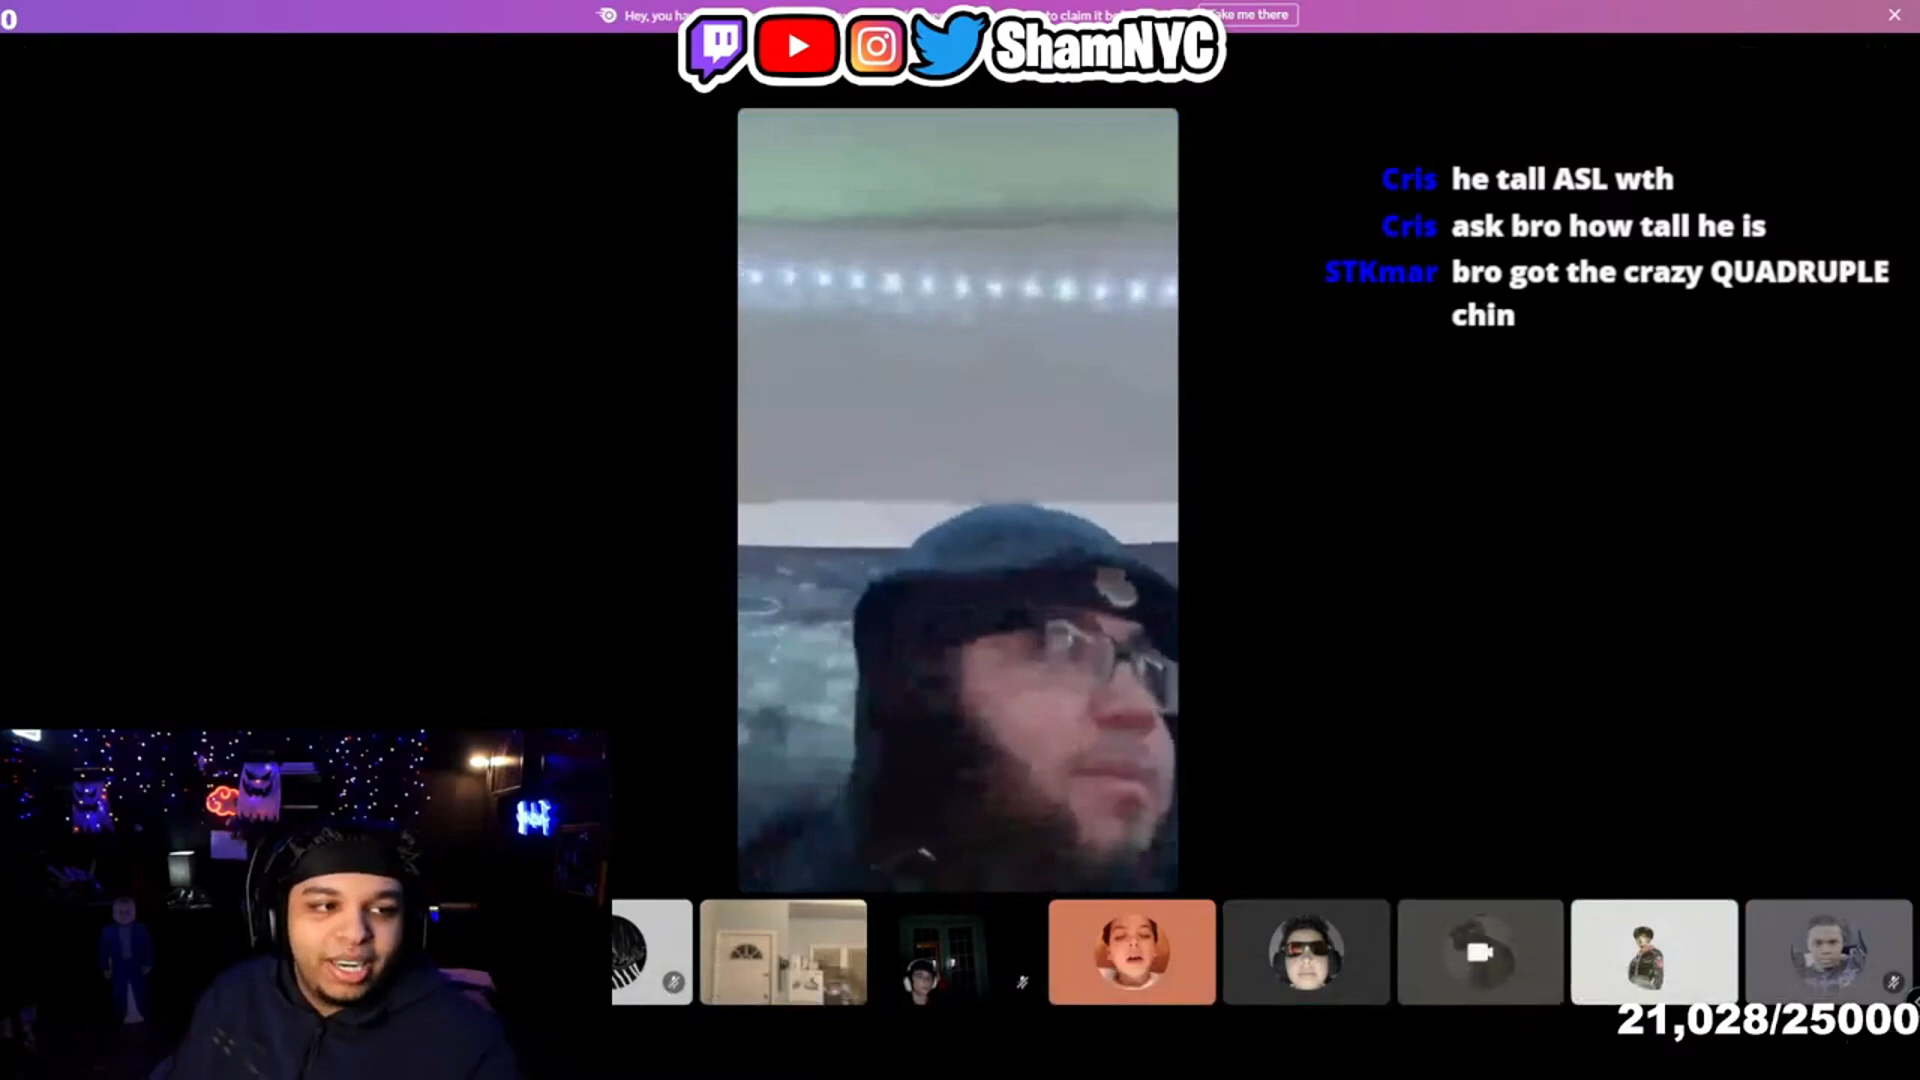 0
Hey, you ha
to claim it be
ake me there
ShamNYC
Cris he tall ASL wth
Cris ask bro how tall he is
STKmar bro got the crazy QUADRUPLE
chin
21,028/25000